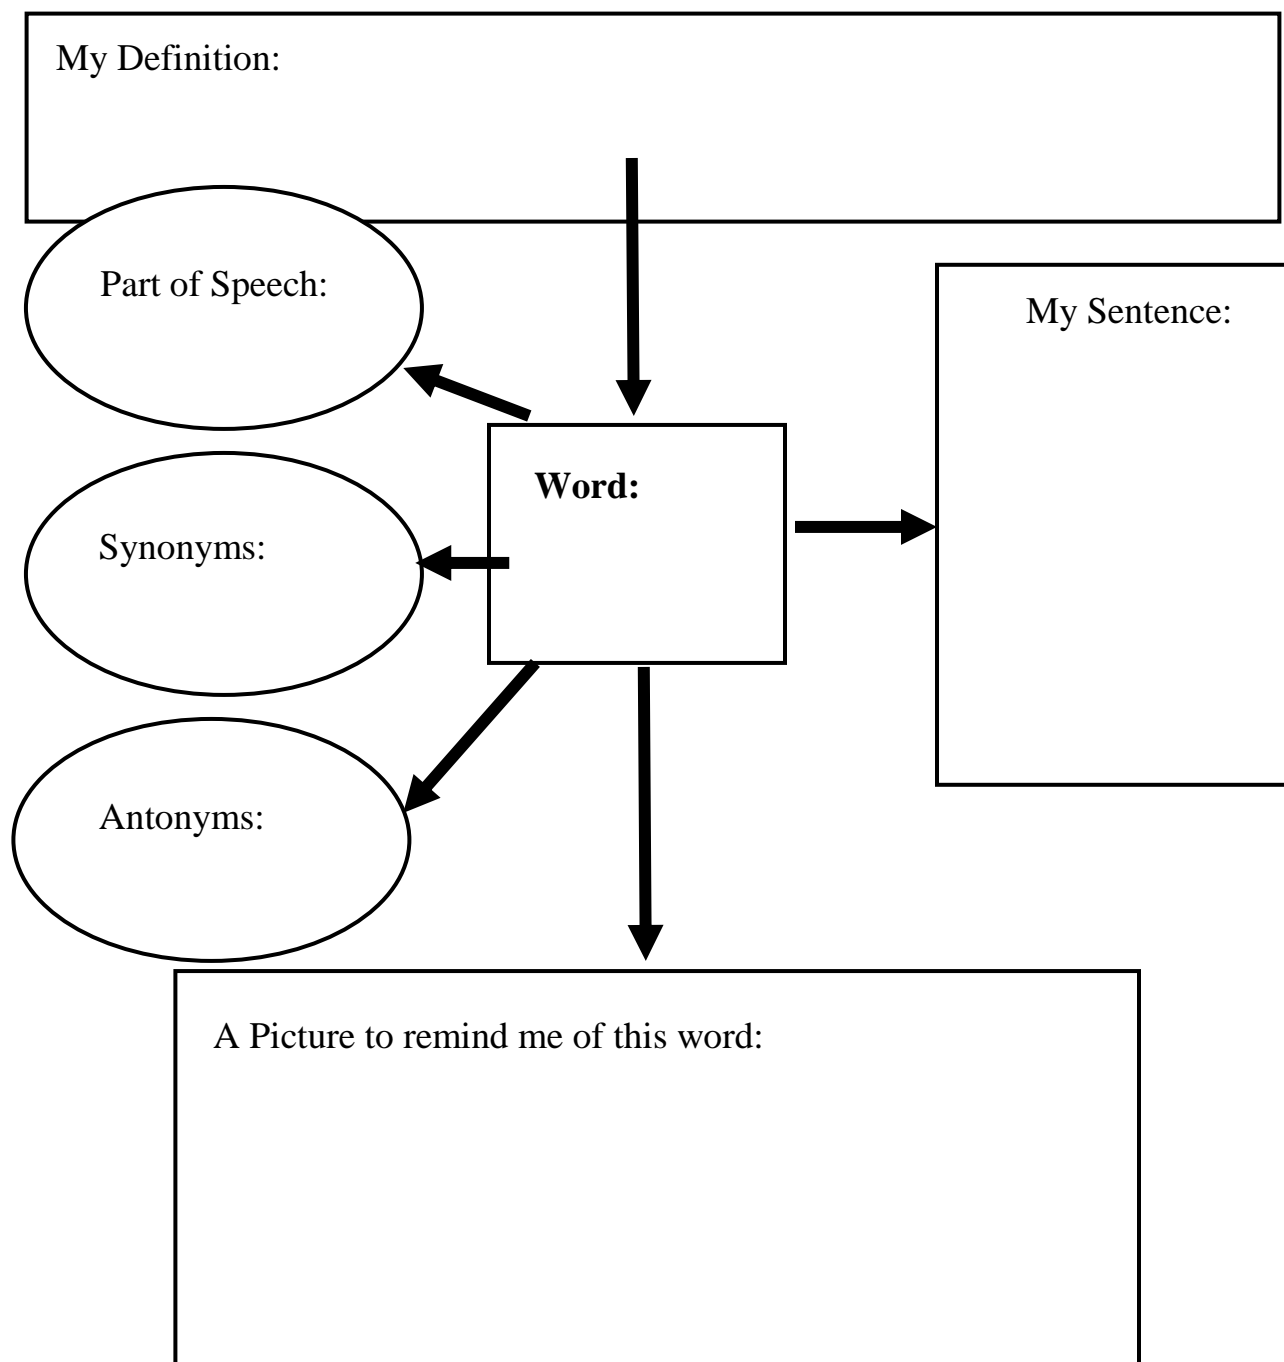 My Definition:
Part of Speech:
My Sentence:
Word:
Synonyms:
Antonyms:
A Picture to remind me of this word: